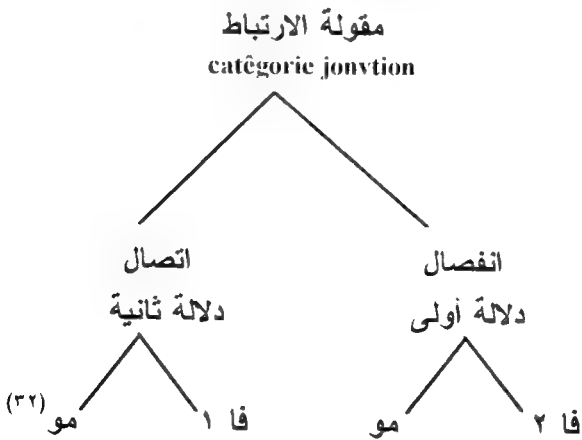 مقولة الارتباط
catêgorie jonvtion
انفصال اتصال
دلالة أولى دلالة ثانية
فا ٢ مو فا ١ مو (٣٢)